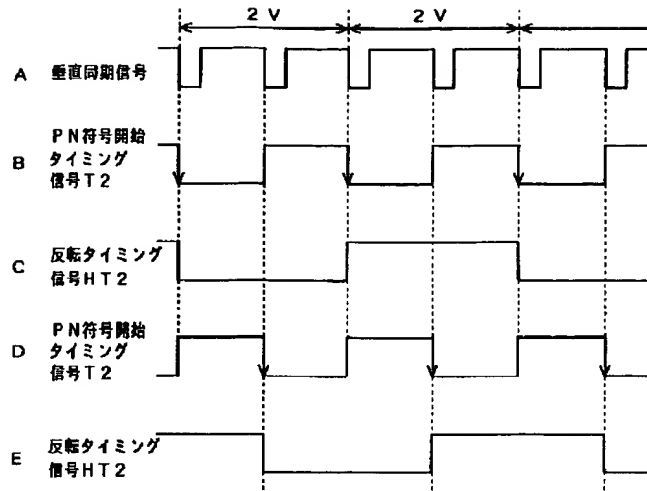 2 V
2 V
A 垂直同期信号
PN符号開始
B タイミング
信号T2
C 反転タイミング
信号HT2
PN符号開始
D タイミング
信号T2
E 反転タイミング
信号HT2